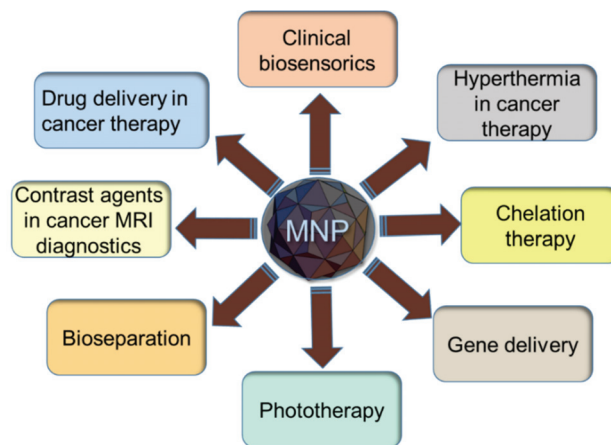 Clinical
biosensorics
Drug delivery in
cancer therapy
Hyperthermia
in cancer
therapy
Contrast agents
in cancer MRI
diagnostics
MNP
Chelation
therapy
Bioseparation
Gene delivery
Phototherapy